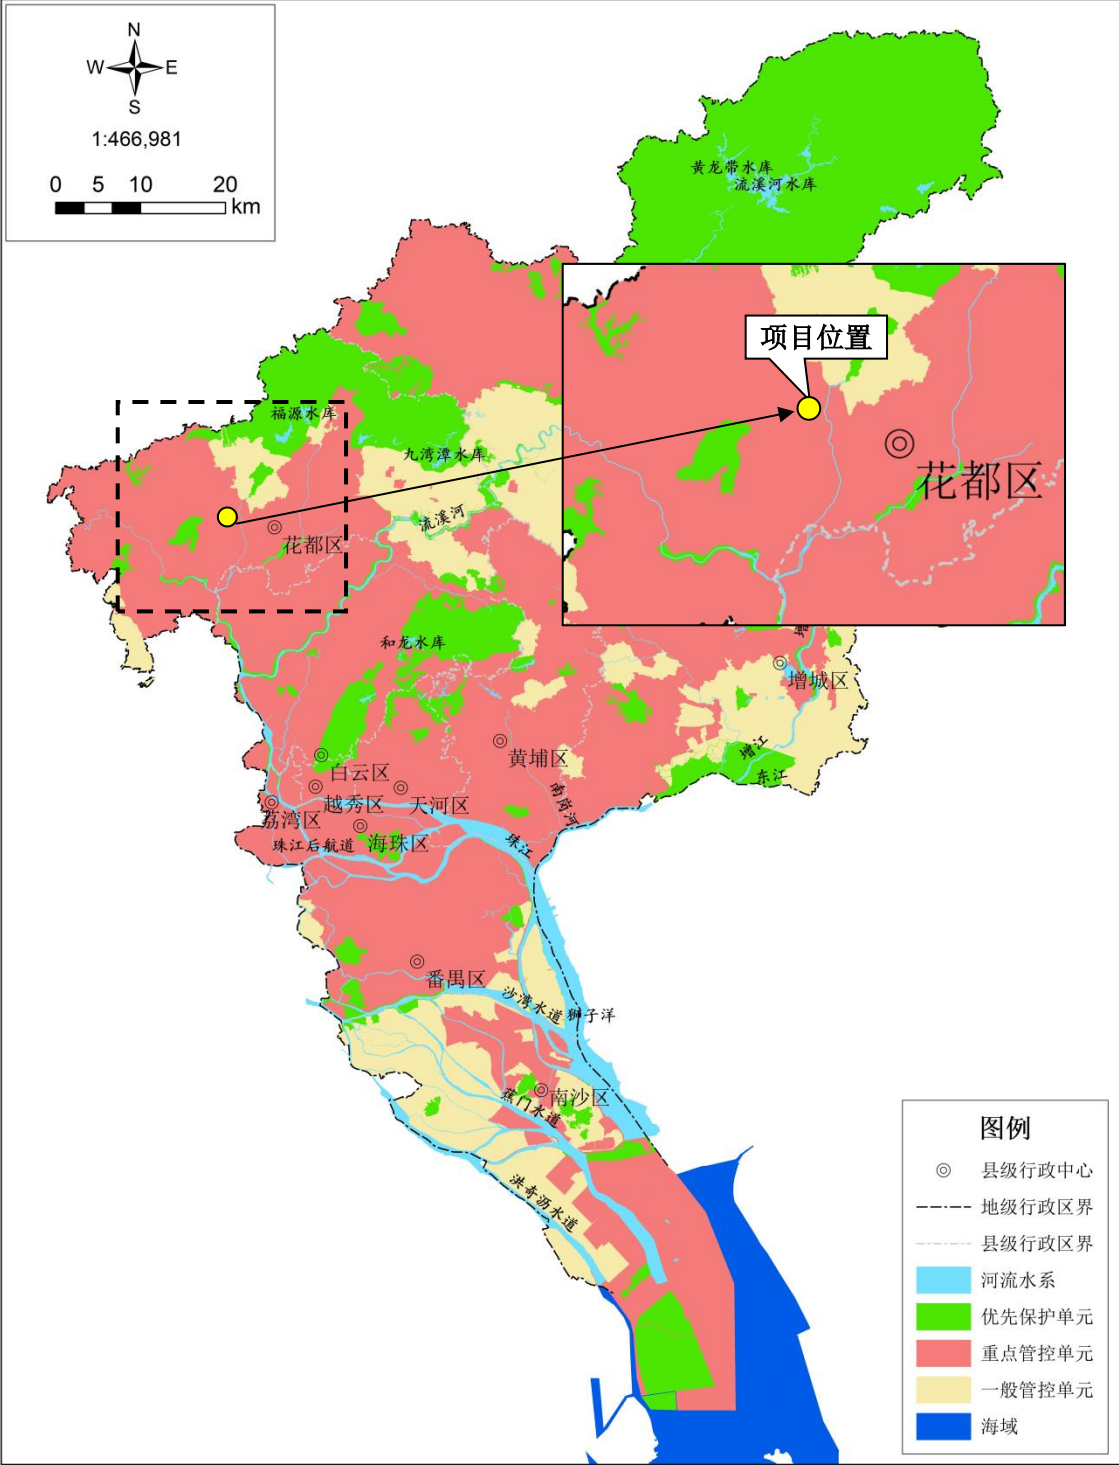 N
W E
S
1:466,981
0 5 10 20
km
黄龙带水库
流溪河水库
项目位置
花都区
福源水库
九湾潭水库
流溪河
花都区
和龙水库
增
增城区
增江
东江
黄埔区
南岗河
白云区
越秀区
天河区
荔湾区
海珠区
珠江后航道
珠江
番禺区
沙湾水道
狮子洋
南沙区
蕉门水道
洪奇沥水道
图例
县级行政中心
地级行政区界
县级行政区界
河流水系
优先保护单元
重点管控单元
一般管控单元
海域